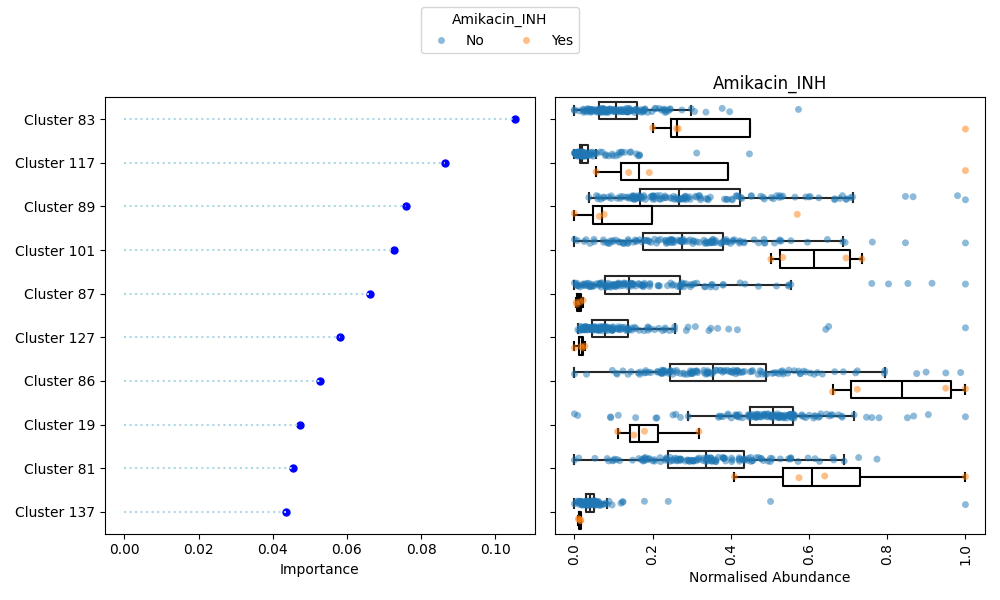 Amikacin_INH
No Yes
Amikacin_INH
Cluster 83
Cluster 117
Cluster 89
Cluster 101
Cluster 87
Cluster 127
Cluster 86
Cluster 19
Cluster 81
Cluster 137
0.00 0.02 0.04 0.06 0.08 0.10
Importance
0.0 0.2 0.4 0.6 0.8 1.0
Normalised Abundance